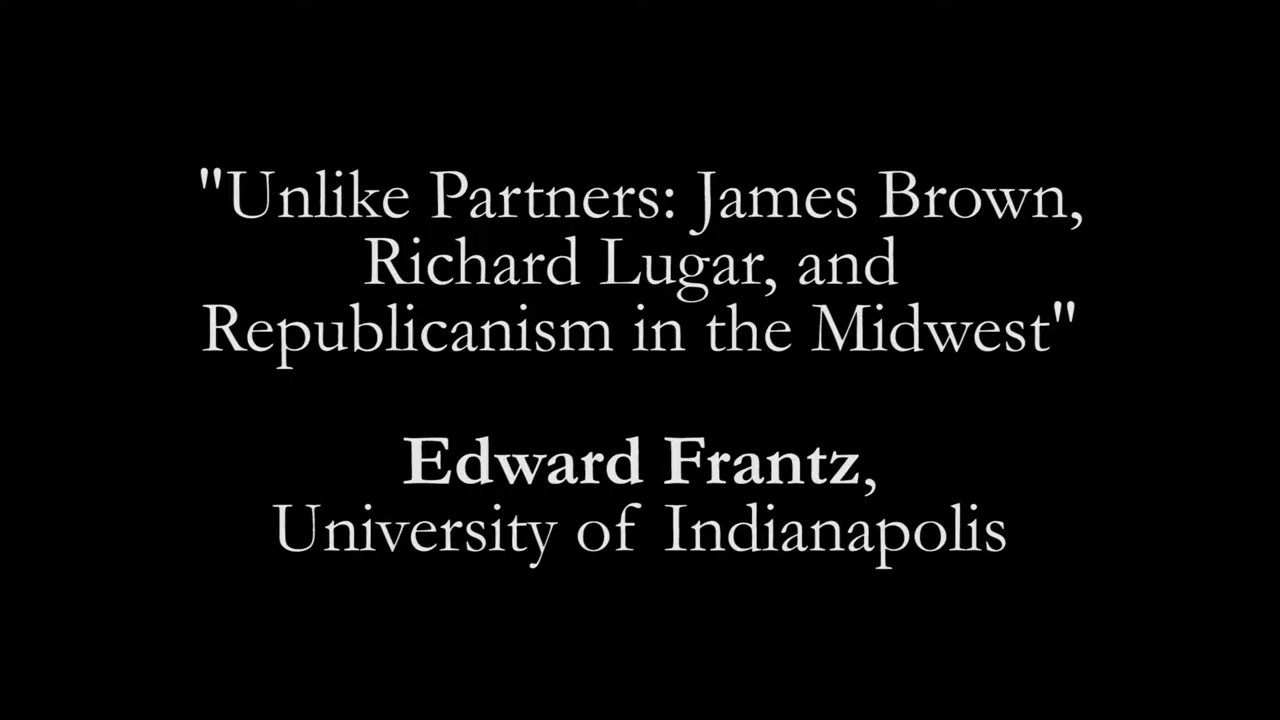 "Unlike Partners: James Brown,
Richard Lugar, and
Republicanism in the Midwest"
Edward Frantz,
University of Indianapolis